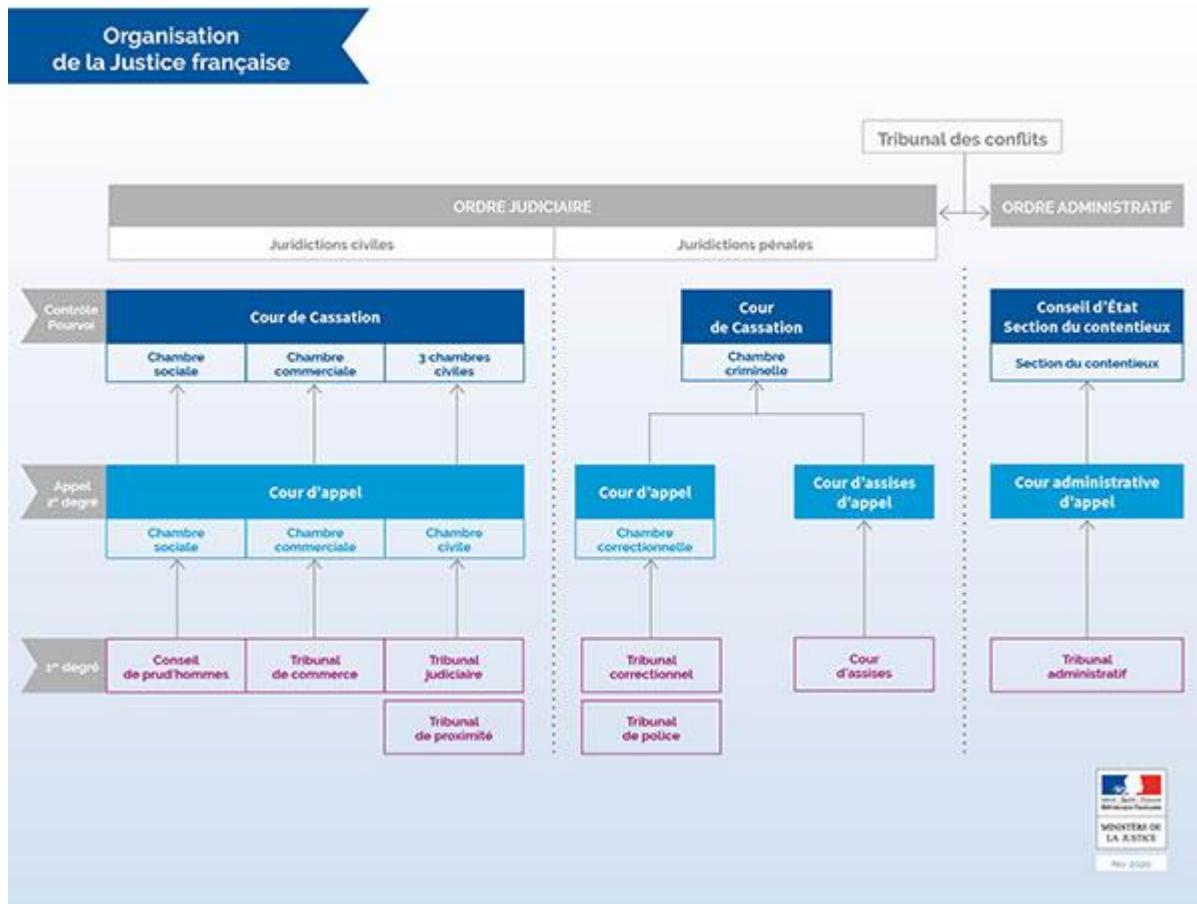 Organisation
de la Justice française
Tribunal des conflits
ORDRE JUDICIAIRE
ORDRE ADMINISTRATIF
Juridictions civiles
Juridictions pénales
Contrôle
Pourvoi
Cour de Cassation
Chambre
sociale
Chambre
commerciale
3 chambres
civiles
Cour
de Cassation
Chambre
criminelle
Conseil d'État
Section du contentieux
Section du contentieux
Appel
2e degré
Cour d'appel
Chambre
sociale
Chambre
commerciale
Chambre
civile
Cour d'appel
Chambre
correctionnelle
Cour d'assises
d'appel
Cour administrative
d'appel
1er degré
Conseil
de prud'hommes
Tribunal
de commerce
Tribunal
judiciaire
Tribunal
de proximité
Tribunal
correctionnel
Tribunal
de police
Cour
d'assises
Tribunal
administratif
MINISTÈRE DE
LA JUSTICE